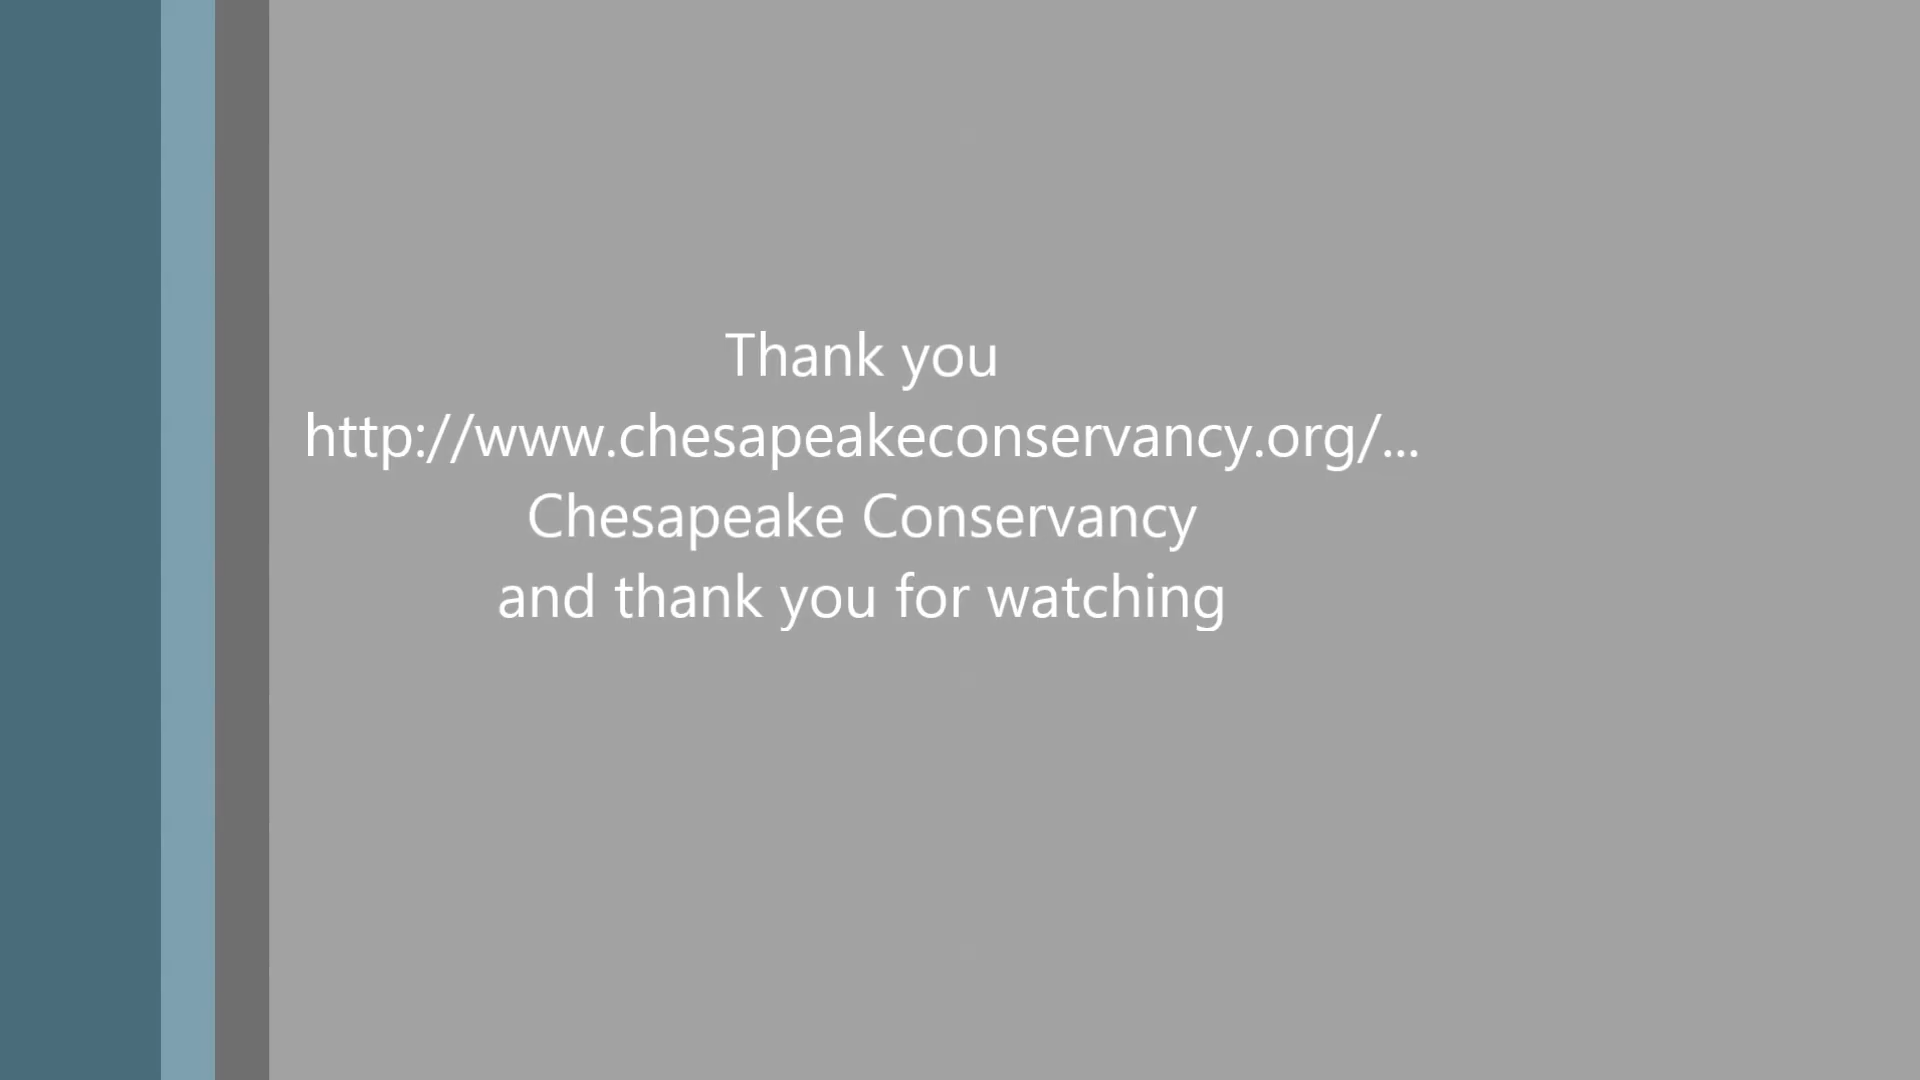 Thank you
http://www.chesapeakeconservancy.org/...
Chesapeake Conservancy
and thank you for watching